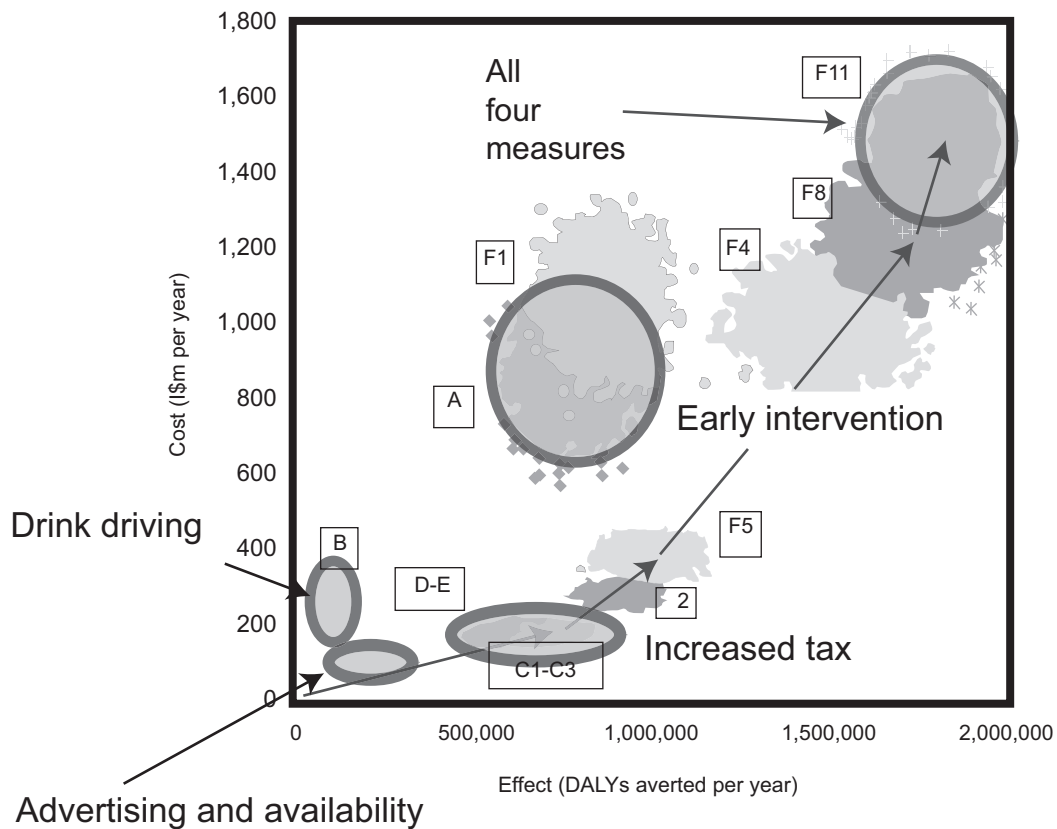 1,800
1,600
1,400
1,200
1,000
800
600
400
200
0
Cost (I$m per year)
All
four
measures
F11
F8
F4
F1
A
Early intervention
Drink driving
B
F5
D-E
2
Increased tax
C1-C3
0
500,000
1,000,000
1,500,000
2,000,000
Effect (DALYs averted per year)
Advertising and availability